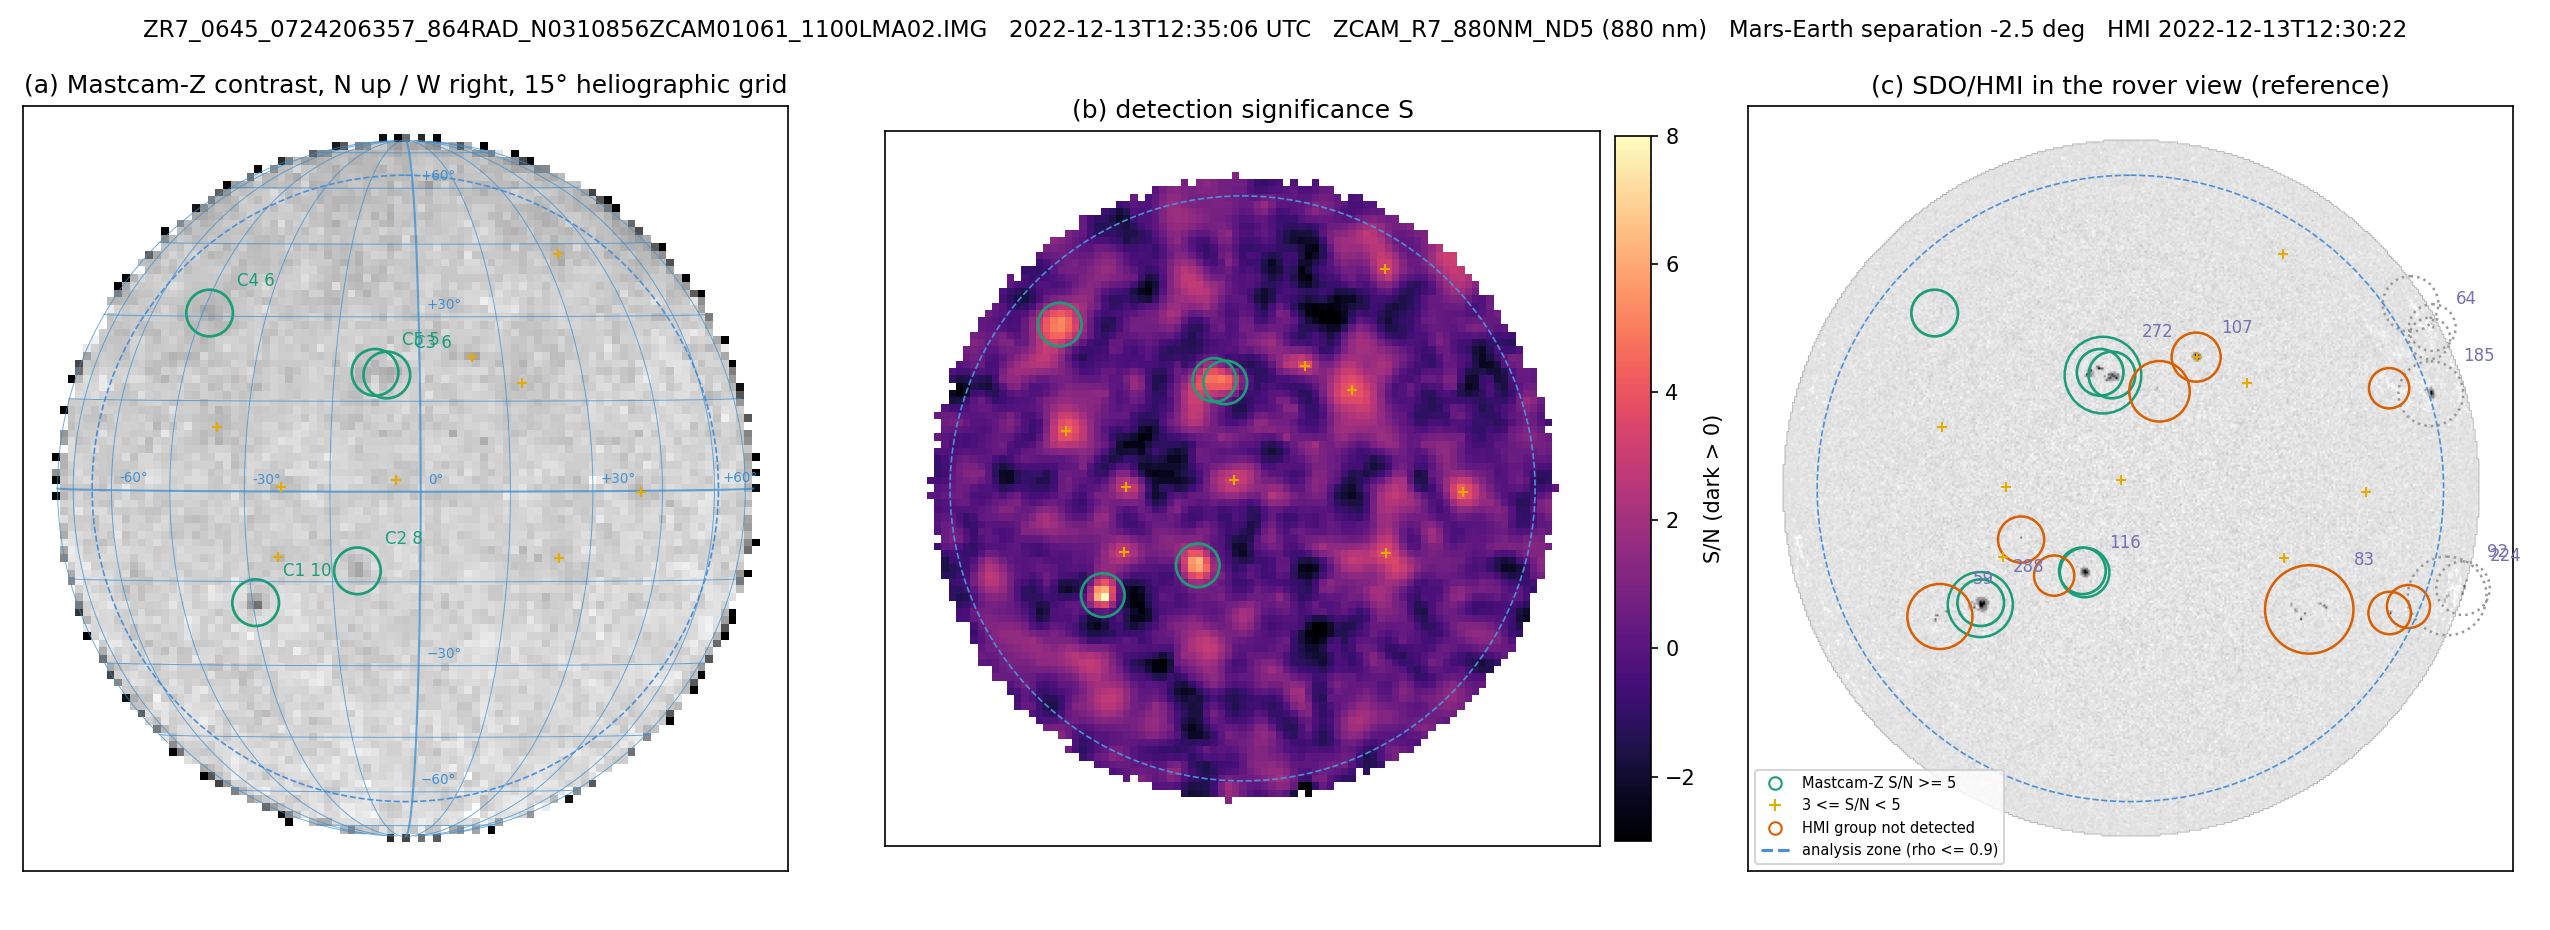 ZR7_0645_0724206357_864RAD_N0310856ZCAM01061_1100LMA02.IMG 2022-12-13T12:35:06 UTC ZCAM_R7_880NM_ND5 (880 nm) Mars-Earth separation -2.5 deg HMI 2022-12-13T12:30:22
(a) Mastcam-Z contrast, N up / W right, 15° heliographic grid
+60°
C4 6
+30°
C5 5
C3 6
-60°
-30°
0°
+30°
+60°
C2 8
C1 10
−30°
−60°
(b) detection significance S
8
6
4
2
0
−2
S/N (dark > 0)
(c) SDO/HMI in the rover view (reference)
64
107
272
185
116
92
224
83
288
59
Mastcam-Z S/N >= 5
3 <= S/N < 5
HMI group not detected
analysis zone (rho <= 0.9)